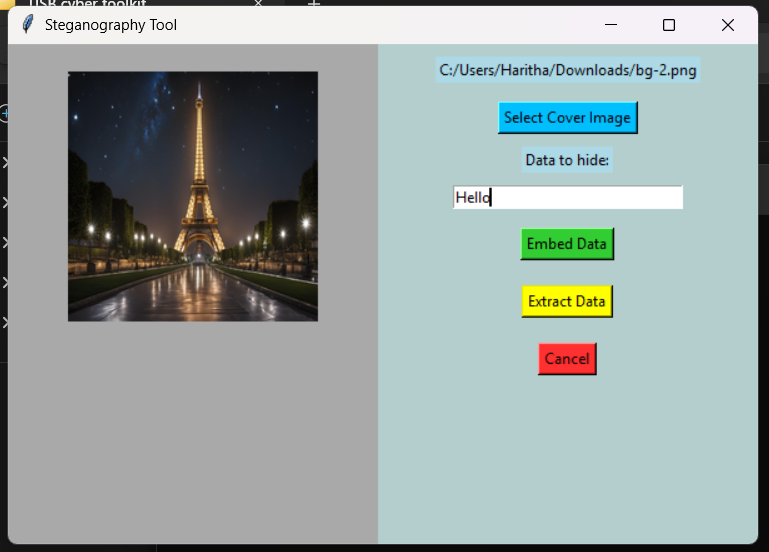 USB cyber toolkit
Steganography Tool
C:/Users/Haritha/Downloads/bg-2.png
Select Cover Image
Data to hide:
Hello
Embed Data
Extract Data
Cancel